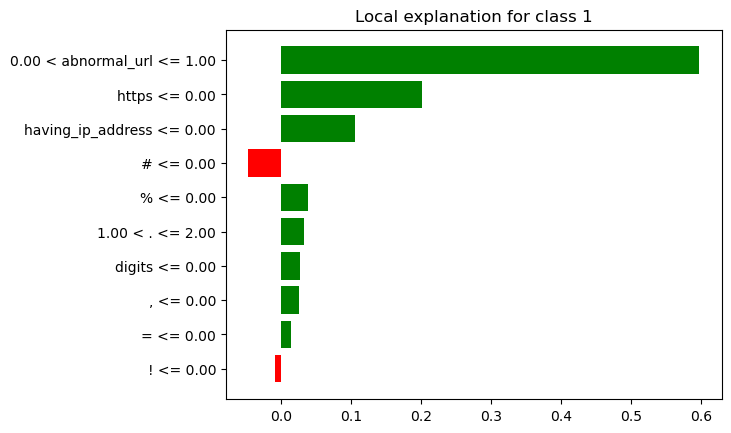 Local explanation for class 1
0.00 < abnormal_url <= 1.00
https <= 0.00
having_ip_address <= 0.00
# <= 0.00
% <= 0.00
1.00 < . <= 2.00
digits <= 0.00
, <= 0.00
= <= 0.00
! <= 0.00
0.0 0.1 0.2 0.3 0.4 0.5 0.6